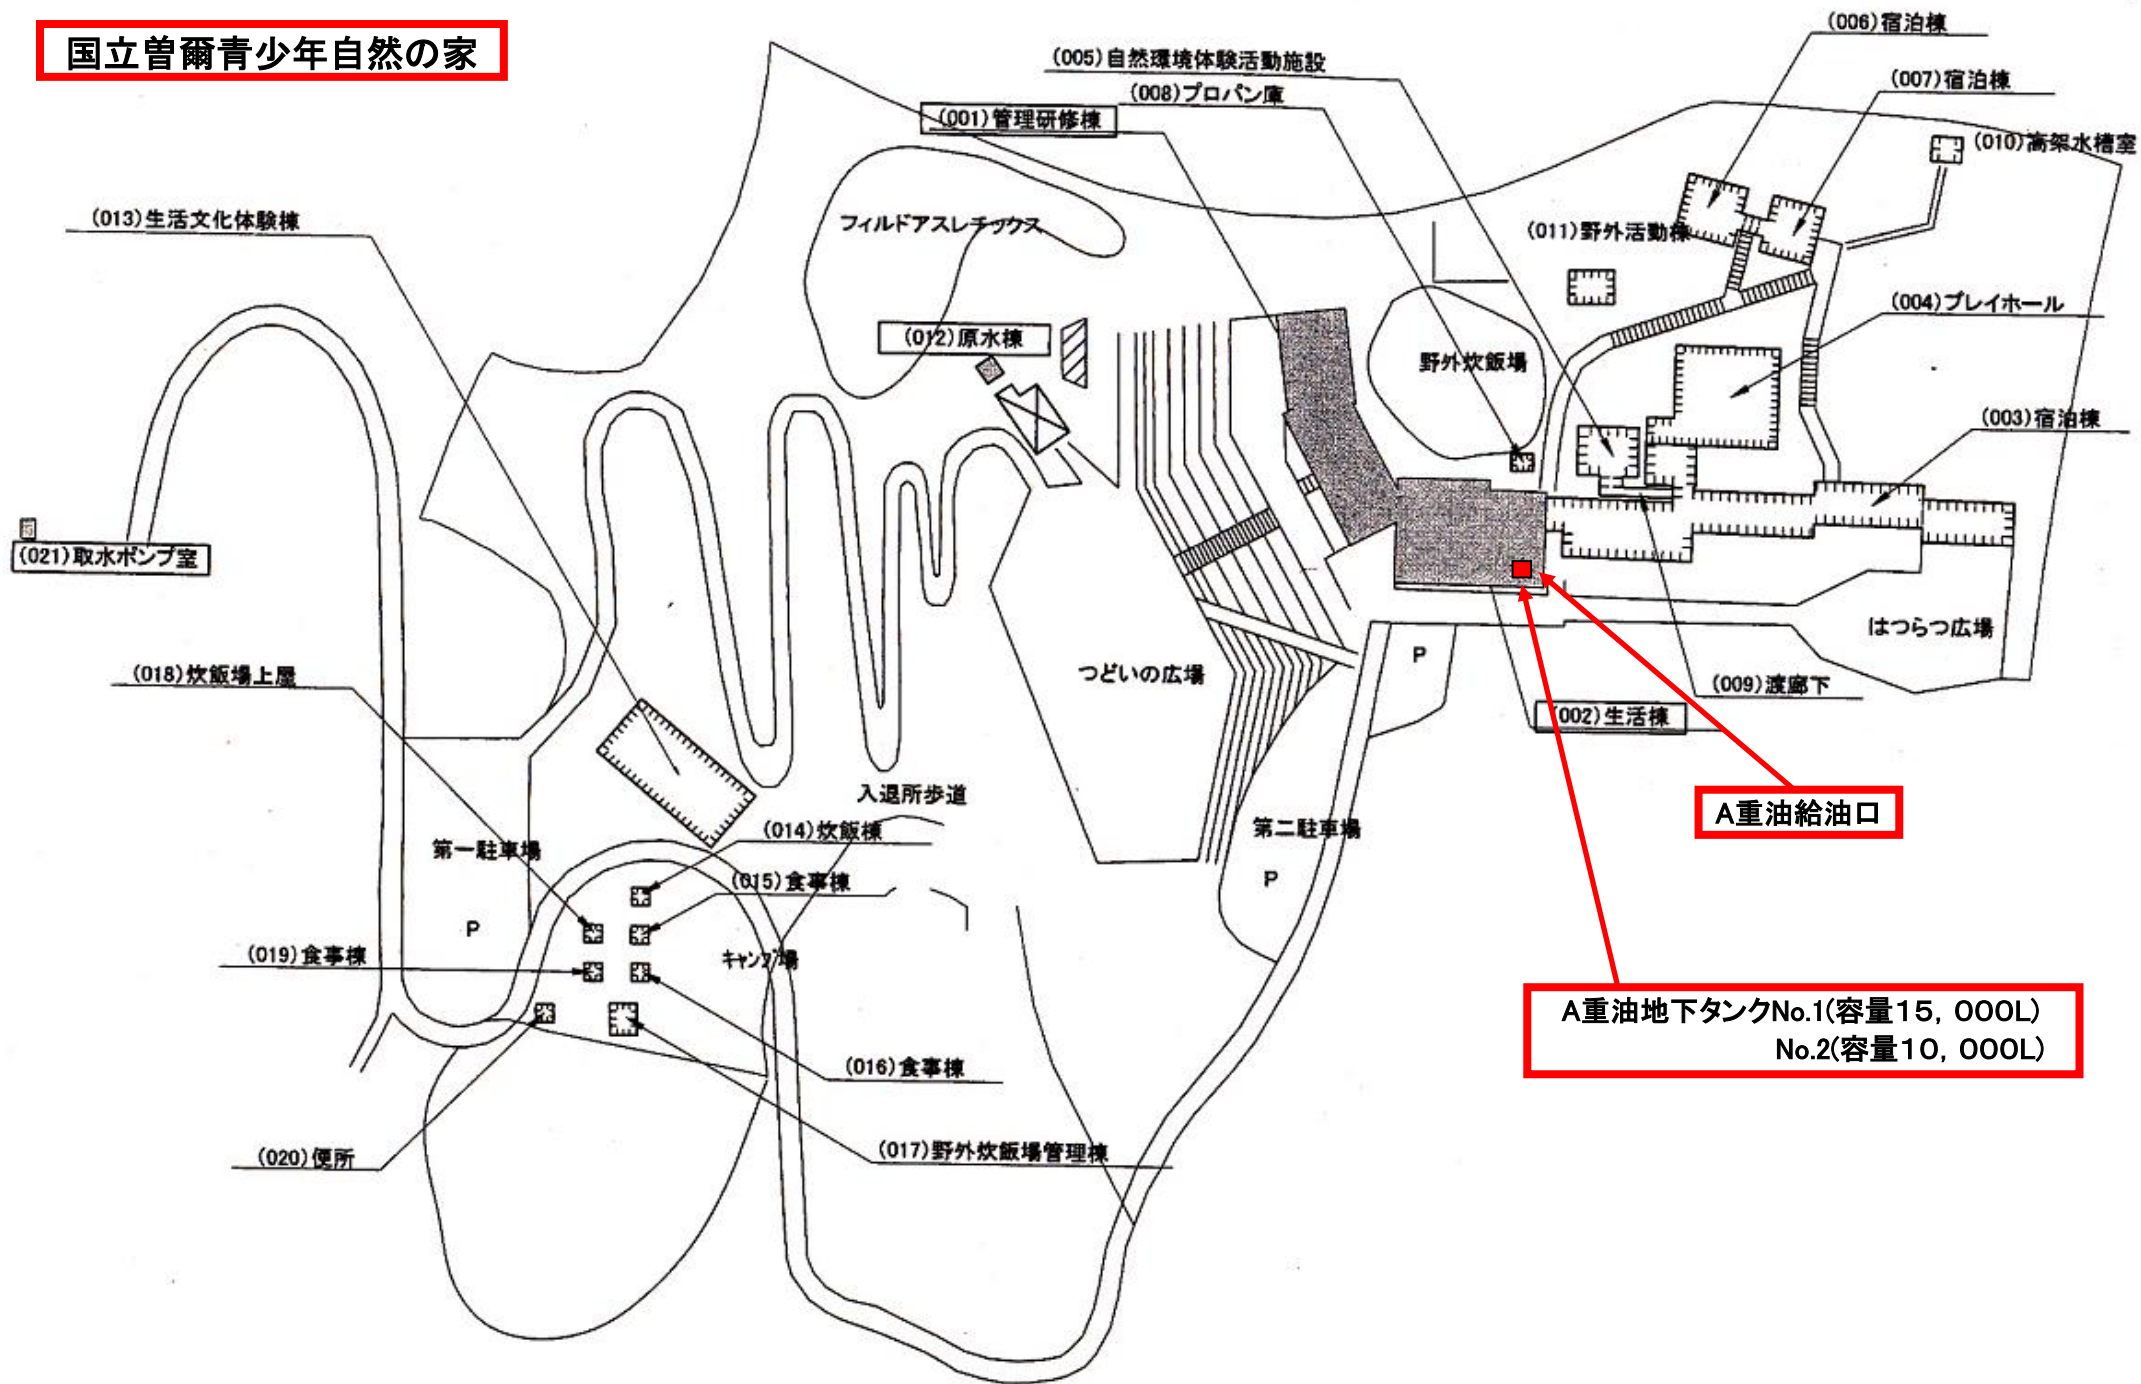 国立曽爾青少年自然の家
(006)宿泊棟
(005)自然環境体験活動施設
(007)宿泊棟
(008)プロパン庫
(001)管理研修棟
(010)高架水槽室
(013)生活文化体験棟
フィルドアスレチックス
(011)野外活動棟
(004)プレイホール
(012)原水棟
野外炊飯場
(003)宿泊棟
(021)取水ポンプ室
はつらつ広場
P
(018)炊飯場上屋
つどいの広場
(009)渡廊下
(002)生活棟
入退所歩道
A重油給油口
(014)炊飯棟
第二駐車場
第一駐車場
(015)食事棟
P
P
(019)食事棟
キャンプ場
A重油地下タンクNo.1(容量15，000L)
No.2(容量10，000L)
(016)食事棟
(017)野外炊飯場管理棟
(020)便所